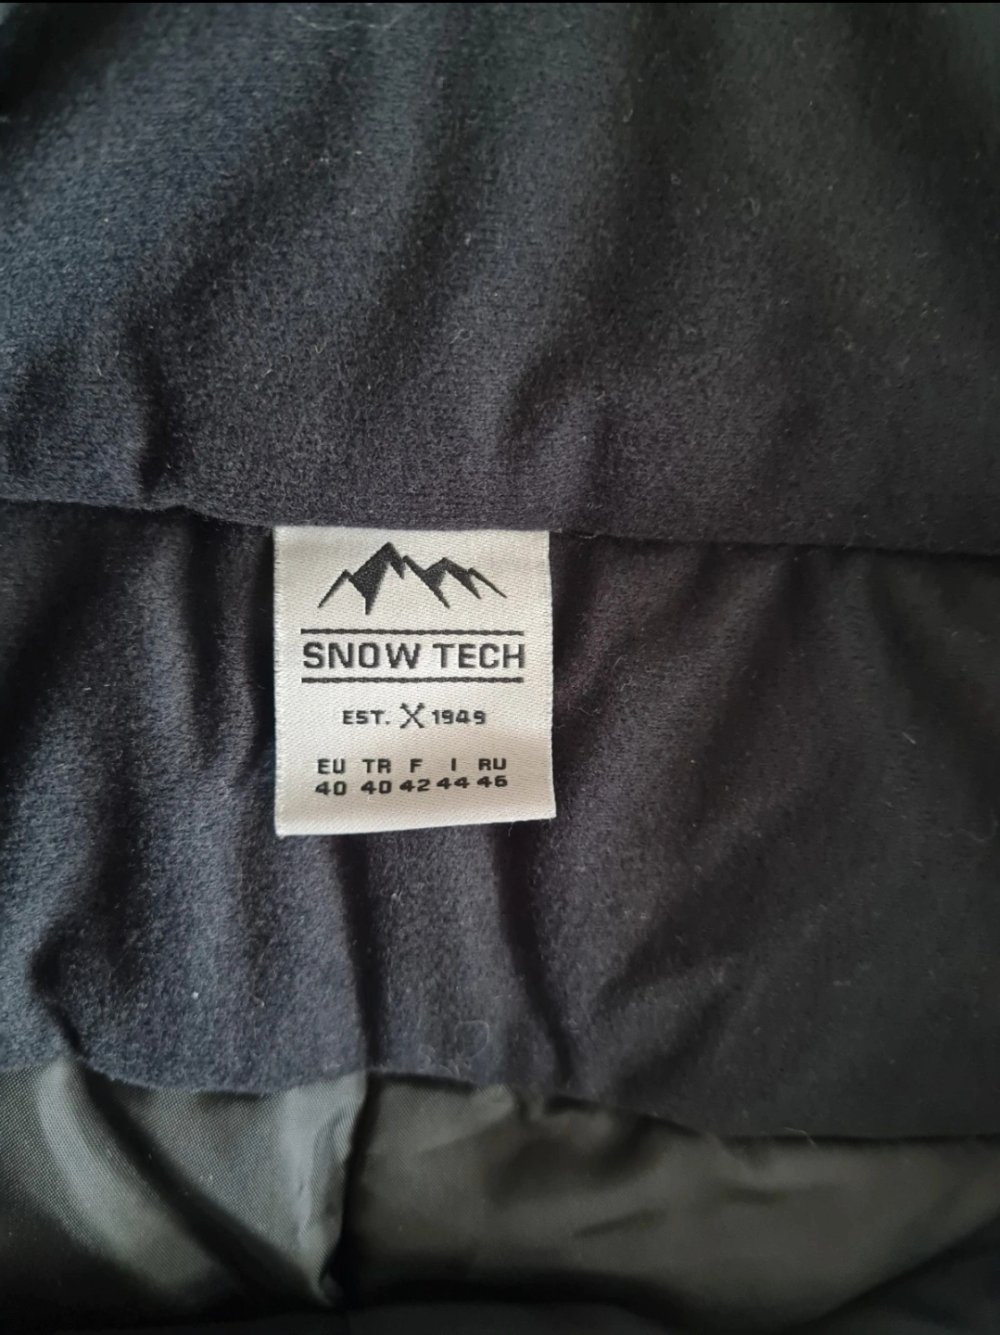 SNOW TECH
EST. 1949
EU TR F I RU
40 40 42 44 46